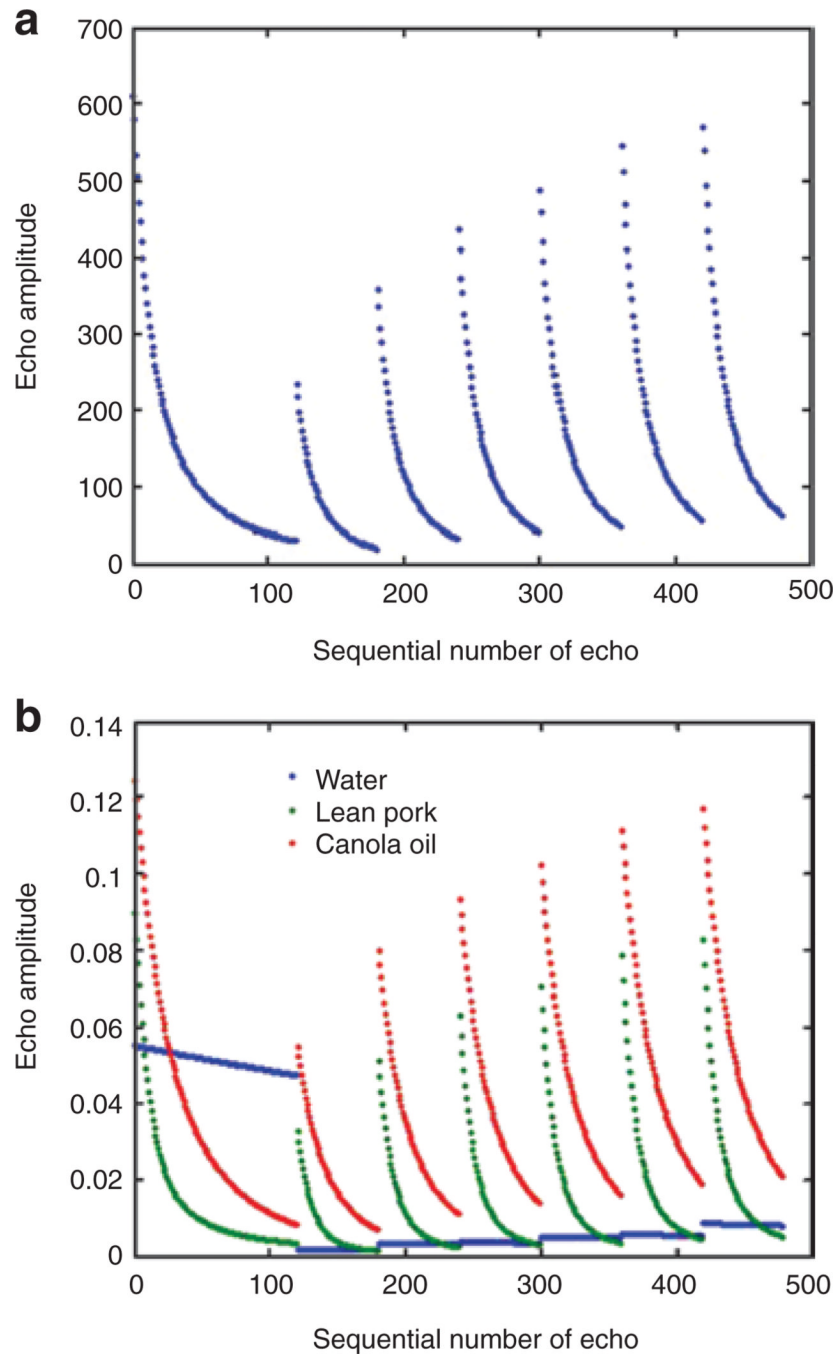 a
700
600
500
400
300
200
100
0
Echo amplitude
0 100 200 300 400 500
Sequential number of echo
b
0.14
0.12
0.1
0.08
0.06
0.04
0.02
0
Echo amplitude
Water
Lean pork
Canola oil
0 100 200 300 400 500
Sequential number of echo